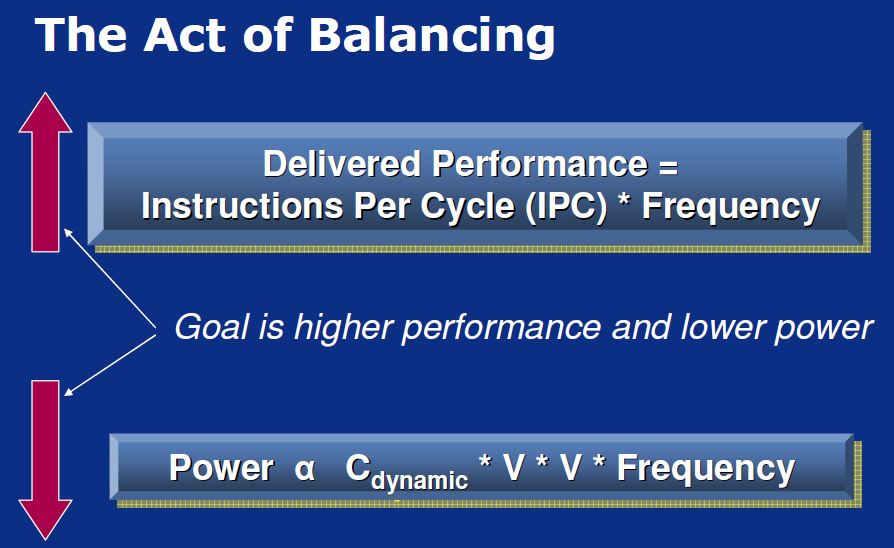 The Act of Balancing
Delivered Performance =
Instructions Per Cycle (IPC) * Frequency
Goal is higher performance and lower power
Power α Cdynamic * V * V * Frequency